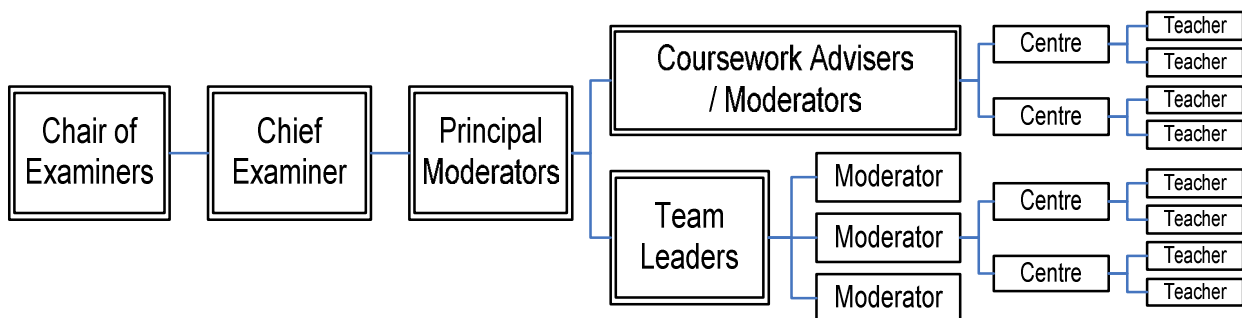 Chair of
Examiners
Chief
Examiner
Principal
Moderators
Coursework Advisers
/ Moderators
Centre
Teacher
Teacher
Centre
Teacher
Teacher
Team
Leaders
Moderator
Moderator
Moderator
Centre
Teacher
Teacher
Centre
Teacher
Teacher